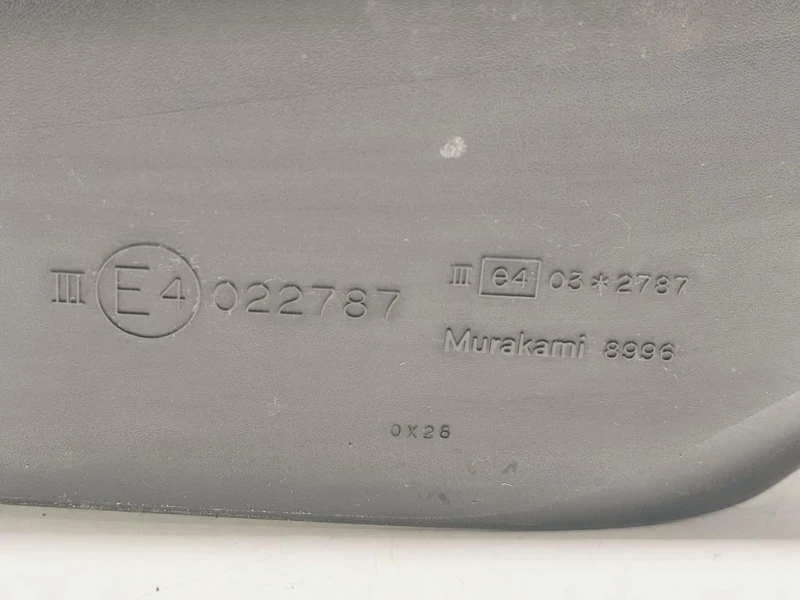 III E4 022787
III e4 03*2787
Murakami 8996
0X28